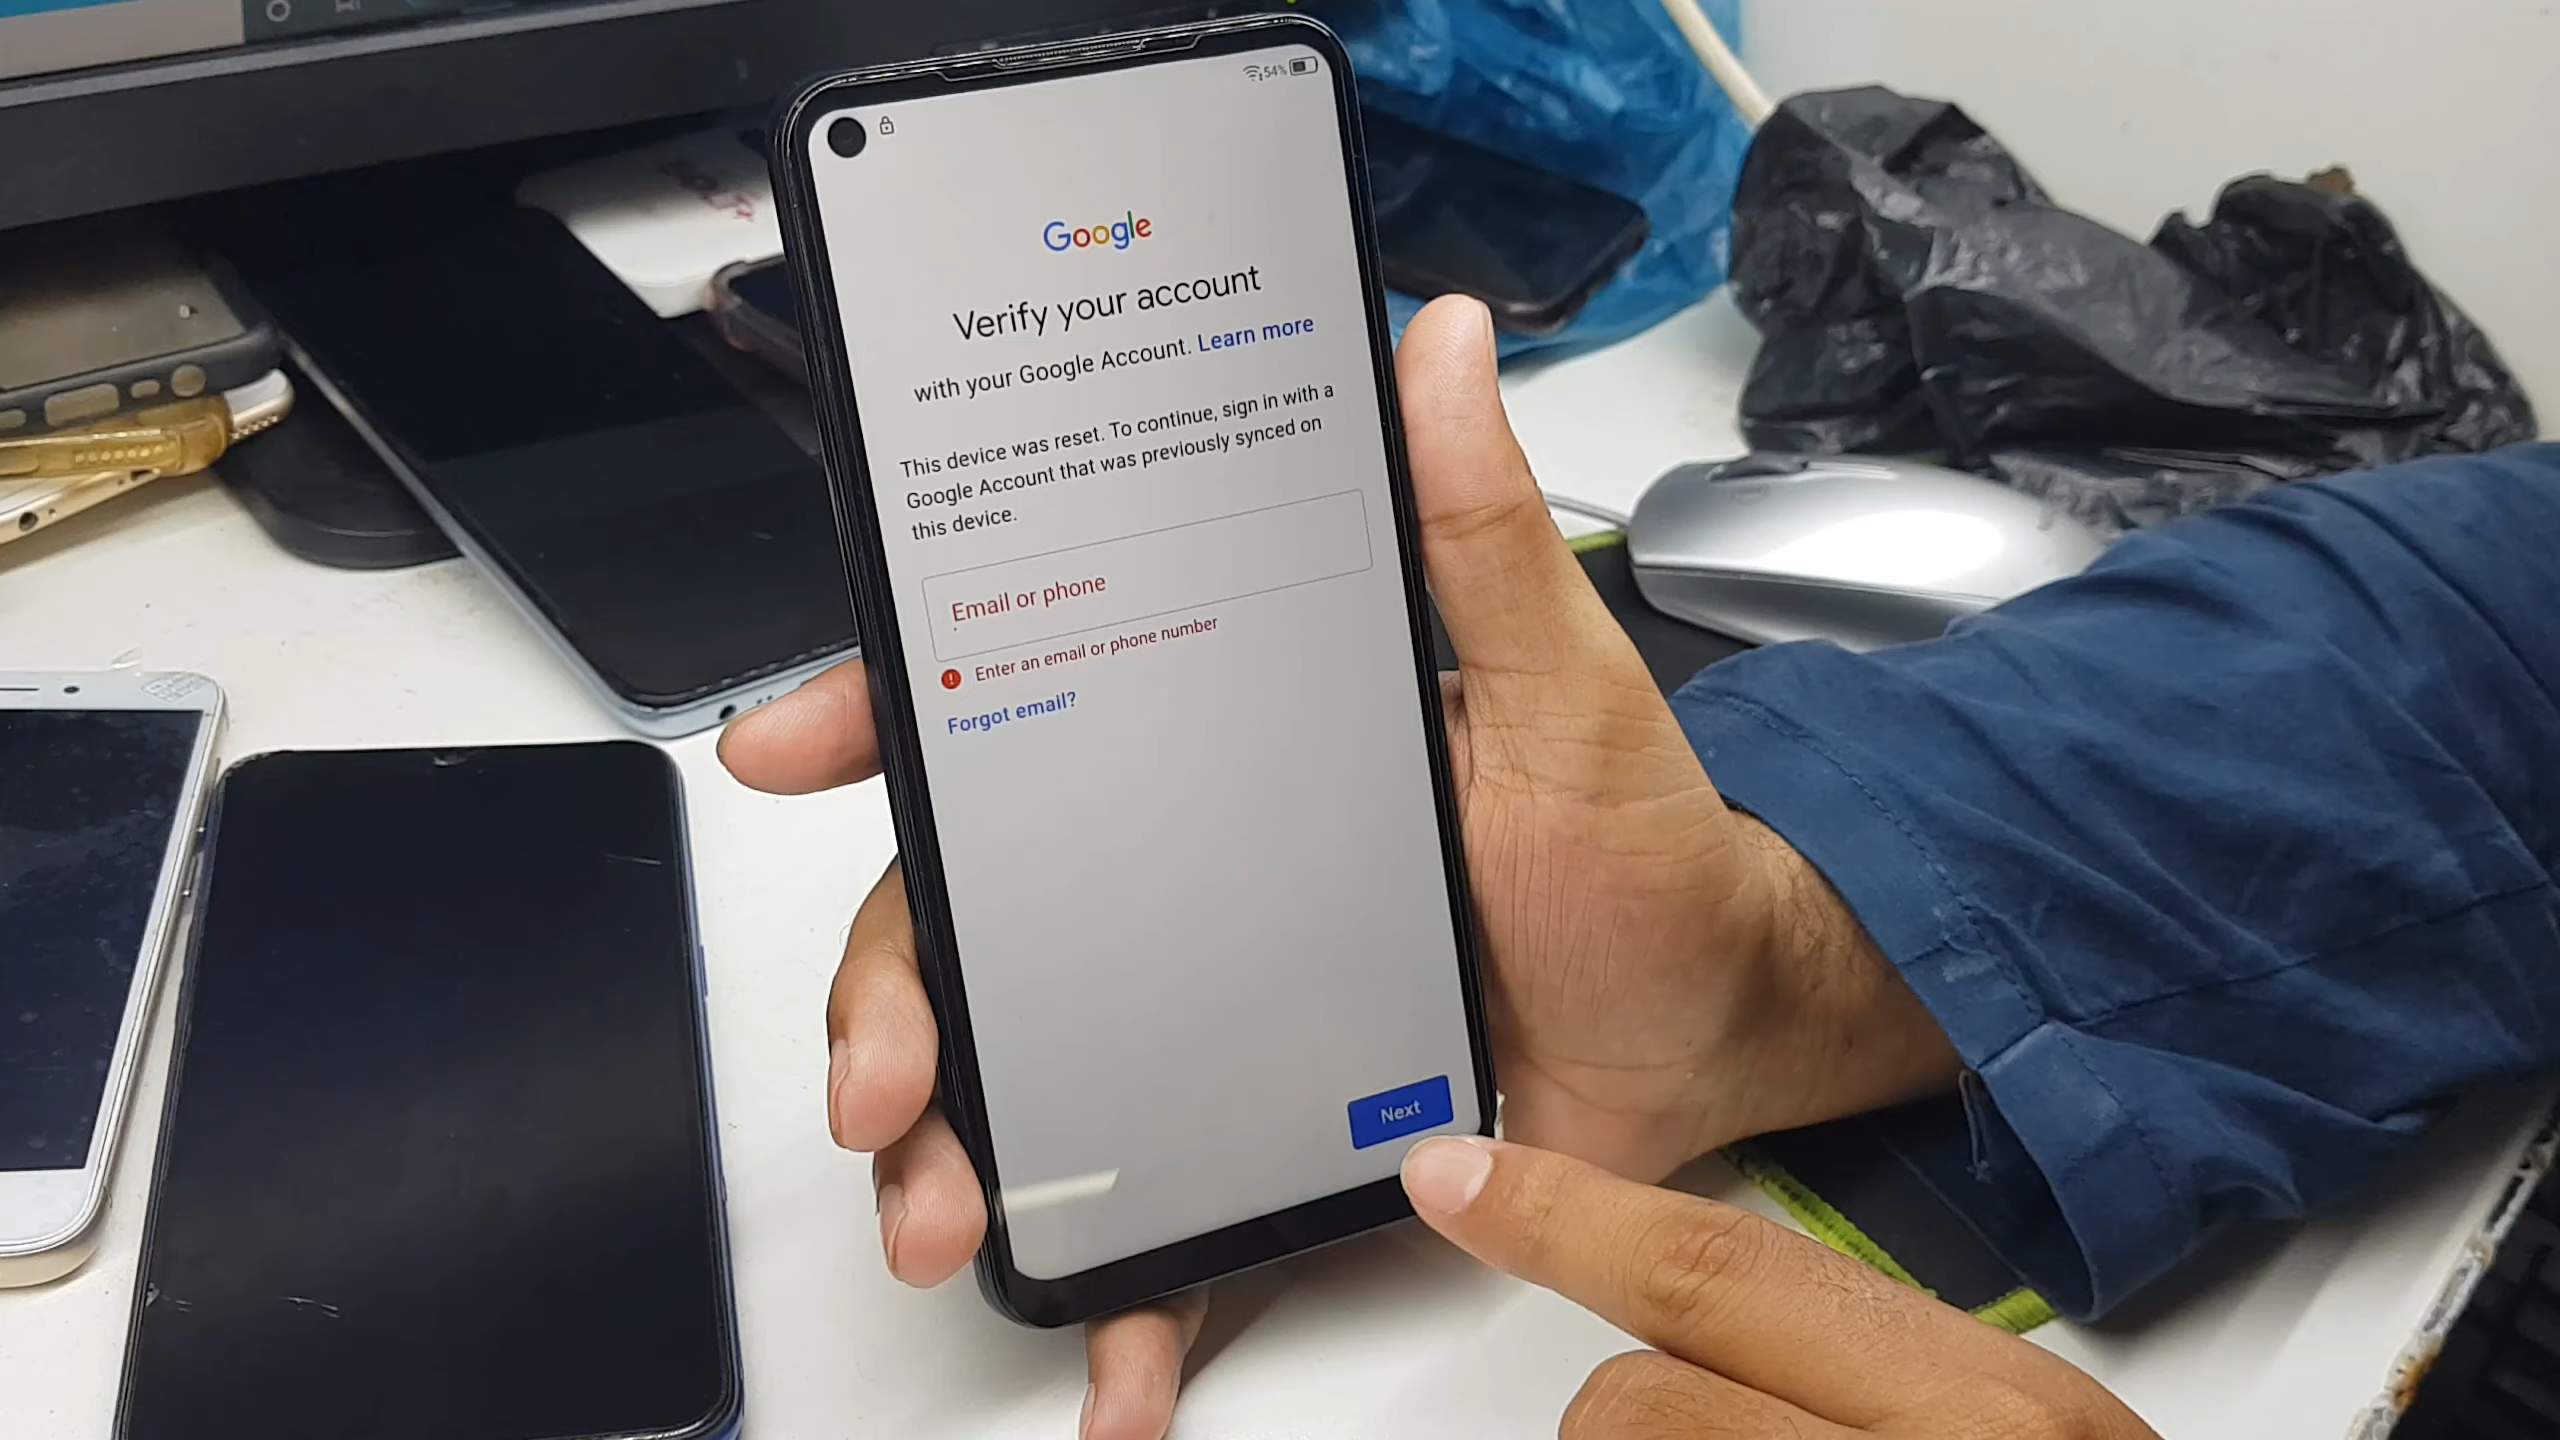 54%
Google
Verify your account
with your Google Account. Learn more
This device was reset. To continue, sign in with a
Google Account that was previously synced on
this device.
Email or phone
Enter an email or phone number
Forgot email?
Next